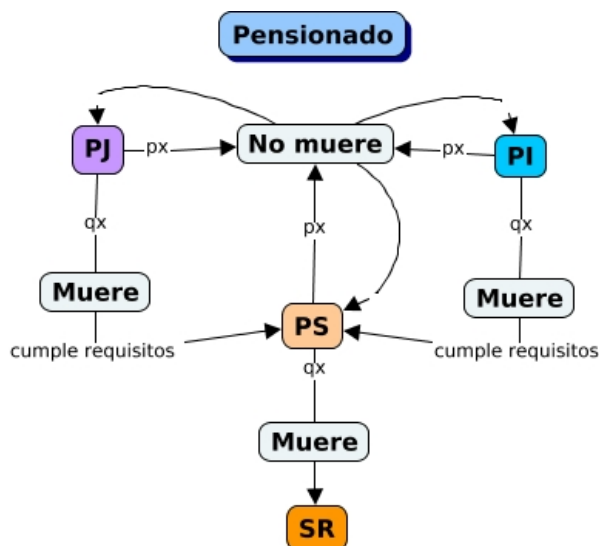 Pensionado
PJ
px
No muere
px
PI
qx
px
qx
Muere
Muere
PS
cumple requisitos
cumple requisitos
qx
Muere
SR